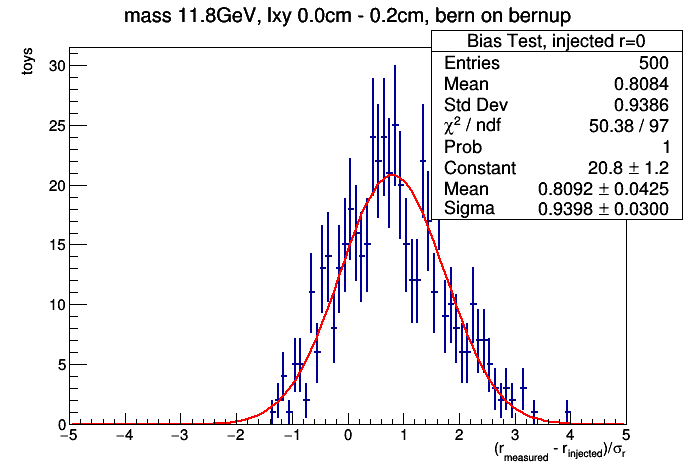 mass 11.8GeV, lxy 0.0cm - 0.2cm, bern on bernup
Bias Test, injected r=0
Entries 500
Mean 0.8084
Std Dev 0.9386
χ² / ndf 50.38 / 97
Prob 1
Constant 20.8 ± 1.2
Mean 0.8092 ± 0.0425
Sigma 0.9398 ± 0.0300
toys
30
25
20
15
10
5
0
−5 −4 −3 −2 −1 0 1 2 3 4 5
(r_measured - r_injected)/σ_r